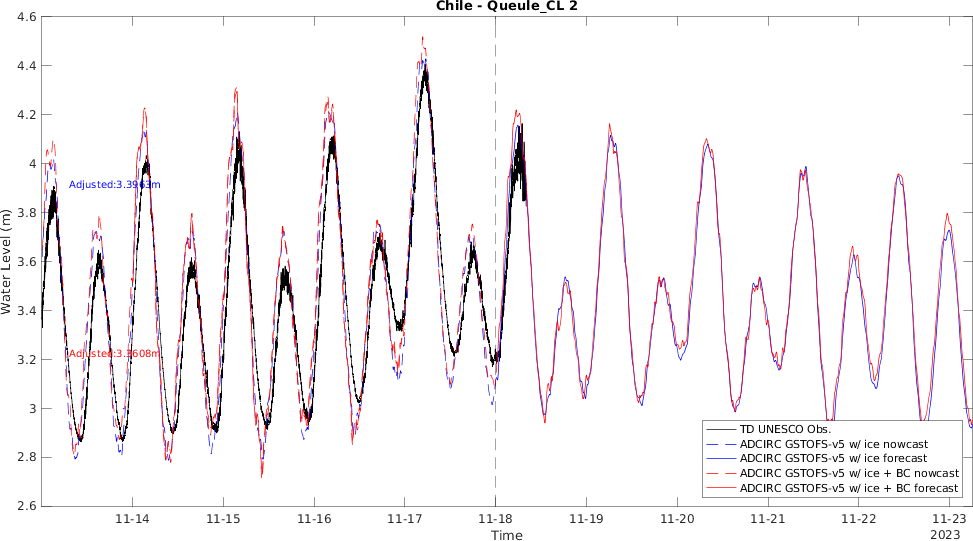 Chile - Queule_CL 2
Water Level (m)
4.6
4.4
4.2
4
3.8
3.6
3.4
3.2
3
2.8
2.6
Adjusted:3.3963m
Adjusted:3.1608m
TD UNESCO Obs.
ADCIRC GSTOFS-v5 w/ ice nowcast
ADCIRC GSTOFS-v5 w/ ice forecast
ADCIRC GSTOFS-v5 w/ ice + BC nowcast
ADCIRC GSTOFS-v5 w/ ice + BC forecast
11-14 11-15 11-16 11-17 11-18 11-19 11-20 11-21 11-22 11-23
Time
2023